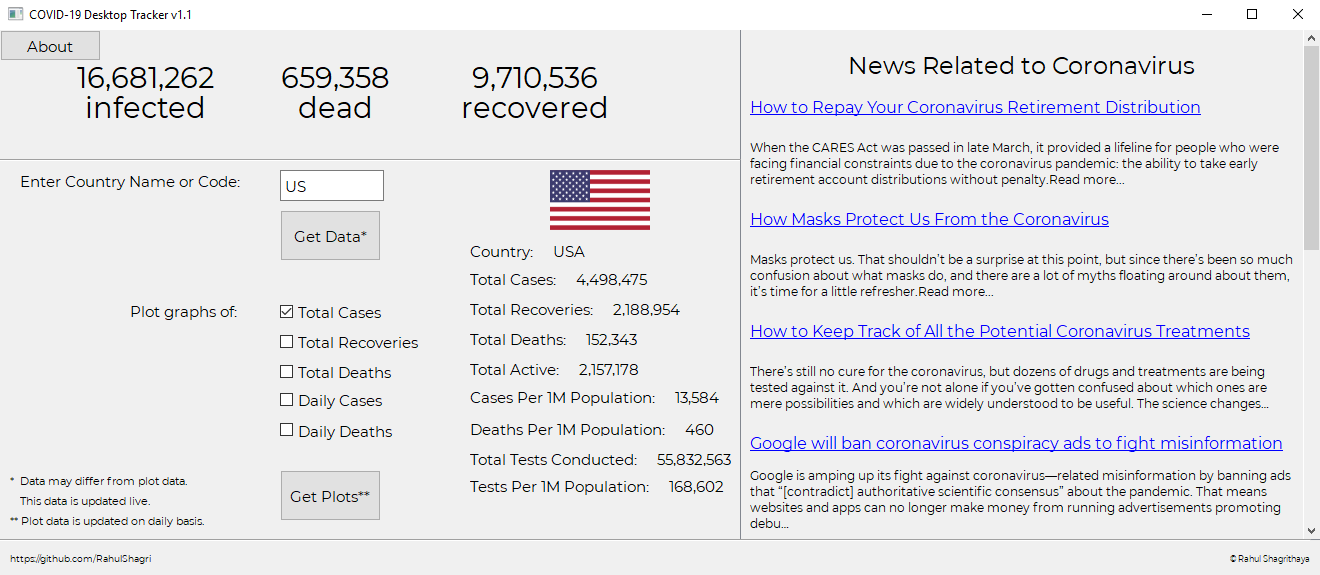 COVID-19 Desktop Tracker v1.1
About
16,681,262
infected
659,358
dead
9,710,536
recovered
Enter Country Name or Code:
US
Get Data*
Plot graphs of:
Total Cases
Total Recoveries
Total Deaths
Daily Cases
Daily Deaths
Get Plots**
* Data may differ from plot data.
This data is updated live.
** Plot data is updated on daily basis.
Country: USA
Total Cases: 4,498,475
Total Recoveries: 2,188,954
Total Deaths: 152,343
Total Active: 2,157,178
Cases Per 1M Population: 13,584
Deaths Per 1M Population: 460
Total Tests Conducted: 55,832,563
Tests Per 1M Population: 168,602
News Related to Coronavirus
How to Repay Your Coronavirus Retirement Distribution
When the CARES Act was passed in late March, it provided a lifeline for people who were
facing financial constraints due to the coronavirus pandemic: the ability to take early
retirement account distributions without penalty.Read more...
How Masks Protect Us From the Coronavirus
Masks protect us. That shouldn't be a surprise at this point, but since there's been so much
confusion about what masks do, and there are a lot of myths floating around about them,
it's time for a little refresher.Read more...
How to Keep Track of All the Potential Coronavirus Treatments
There's still no cure for the coronavirus, but dozens of drugs and treatments are being
tested against it. And you're not alone if you've gotten confused about which ones are
mere possibilities and which are widely understood to be useful. The science changes...
Google will ban coronavirus conspiracy ads to fight misinformation
Google is amping up its fight against coronavirus—related misinformation by banning ads
that “[contradict] authoritative scientific consensus” about the pandemic. That means
websites and apps can no longer make money from running advertisements promoting
debu...
https://github.com/RahulShagri
© Rahul Shagrithaya